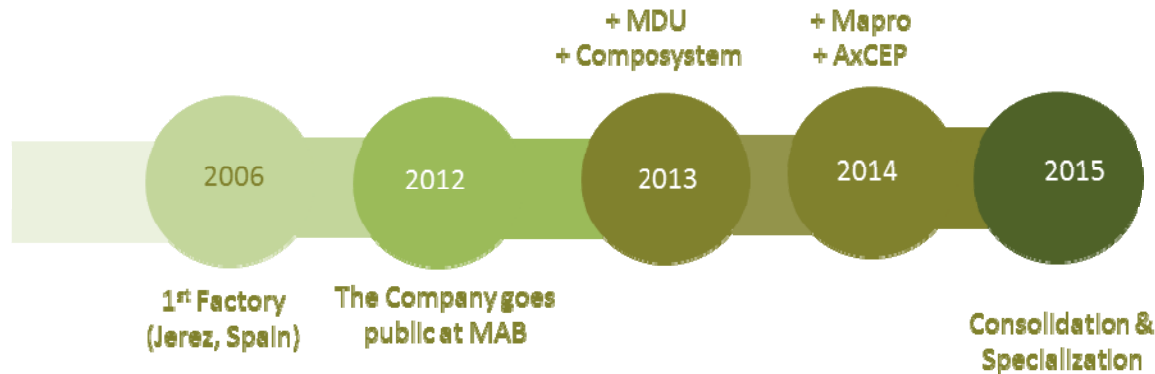 + MDU
+ Composystem
+ Mapro
+ AxCEP
2006
2012
2013
2014
2015
1st Factory
(Jerez, Spain)
The Company goes
public at MAB
Consolidation &
Specialization